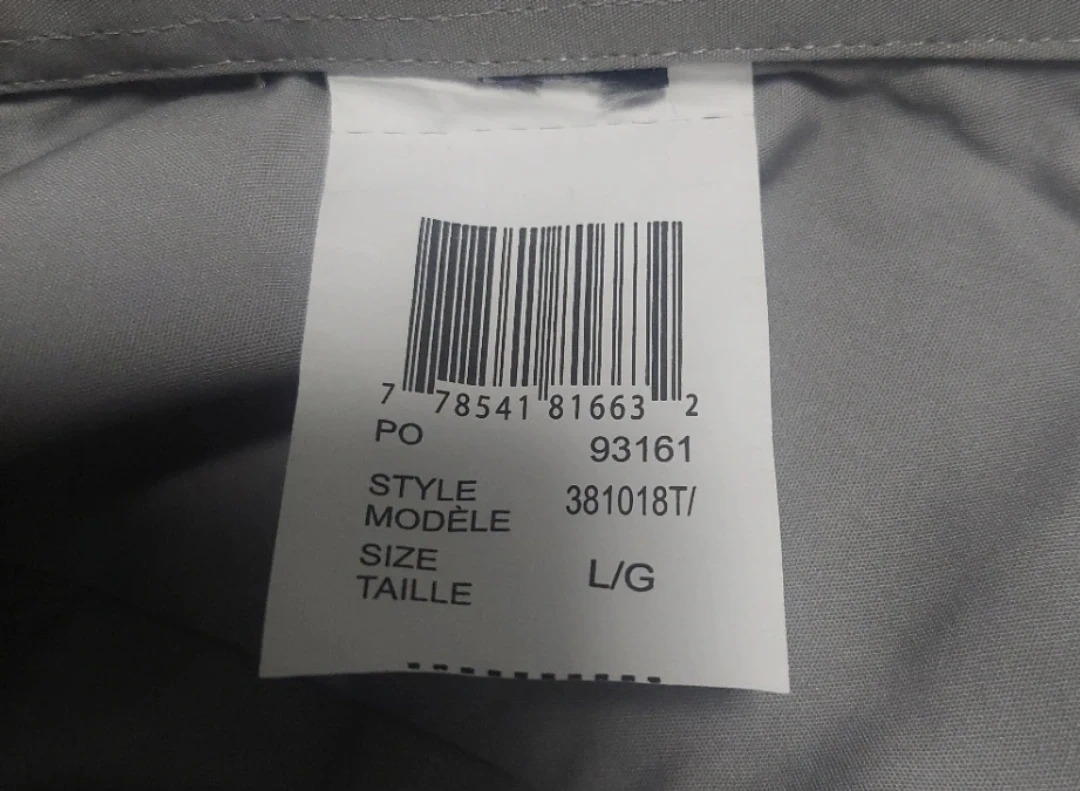 7 78541 81663 2
PO 93161
STYLE 381018T/
MODÈLE
SIZE
TAILLE L/G